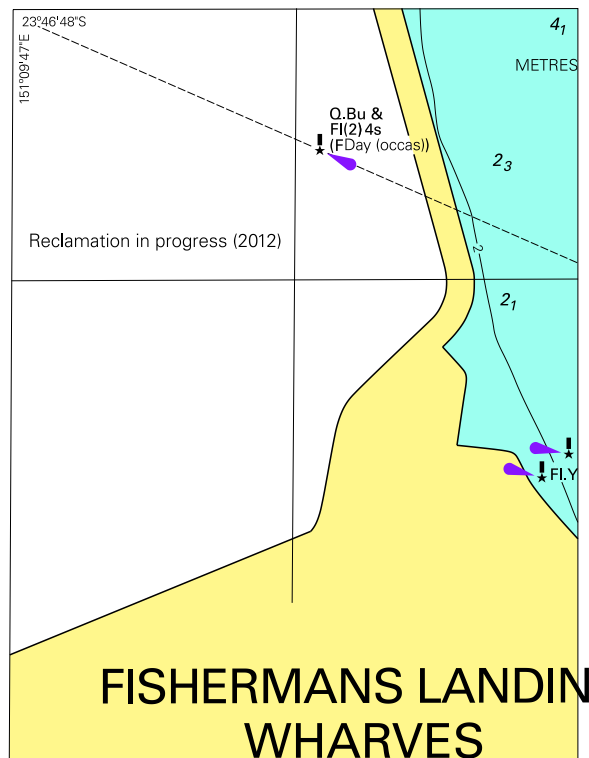 23°46'48"S
151°09'47"E
4₁
METRES
Q.Bu &
Fl(2)4s
(FDay (occas))
2₃
Reclamation in progress (2012)
2
2₁
Fl.Y
FISHERMANS LANDIN
WHARVES